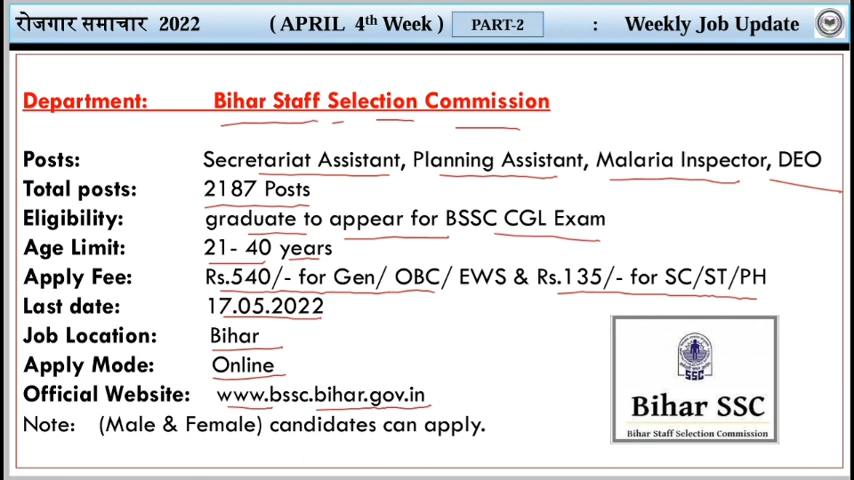 रोजगार समाचार 2022 ( APRIL 4th Week ) PART-2 : Weekly Job Update
Department: Bihar Staff Selection Commission
Posts: Secretariat Assistant, Planning Assistant, Malaria Inspector, DEO
Total posts: 2187 Posts
Eligibility: graduate to appear for BSSC CGL Exam
Age Limit: 21- 40 years
Apply Fee: Rs.540/- for Gen/ OBC/ EWS & Rs.135/- for SC/ST/PH
Last date: 17.05.2022
Job Location: Bihar
Apply Mode: Online
Official Website: www.bssc.bihar.gov.in
Note: (Male & Female) candidates can apply.
SSC
Bihar SSC
Bihar Staff Selection Commission